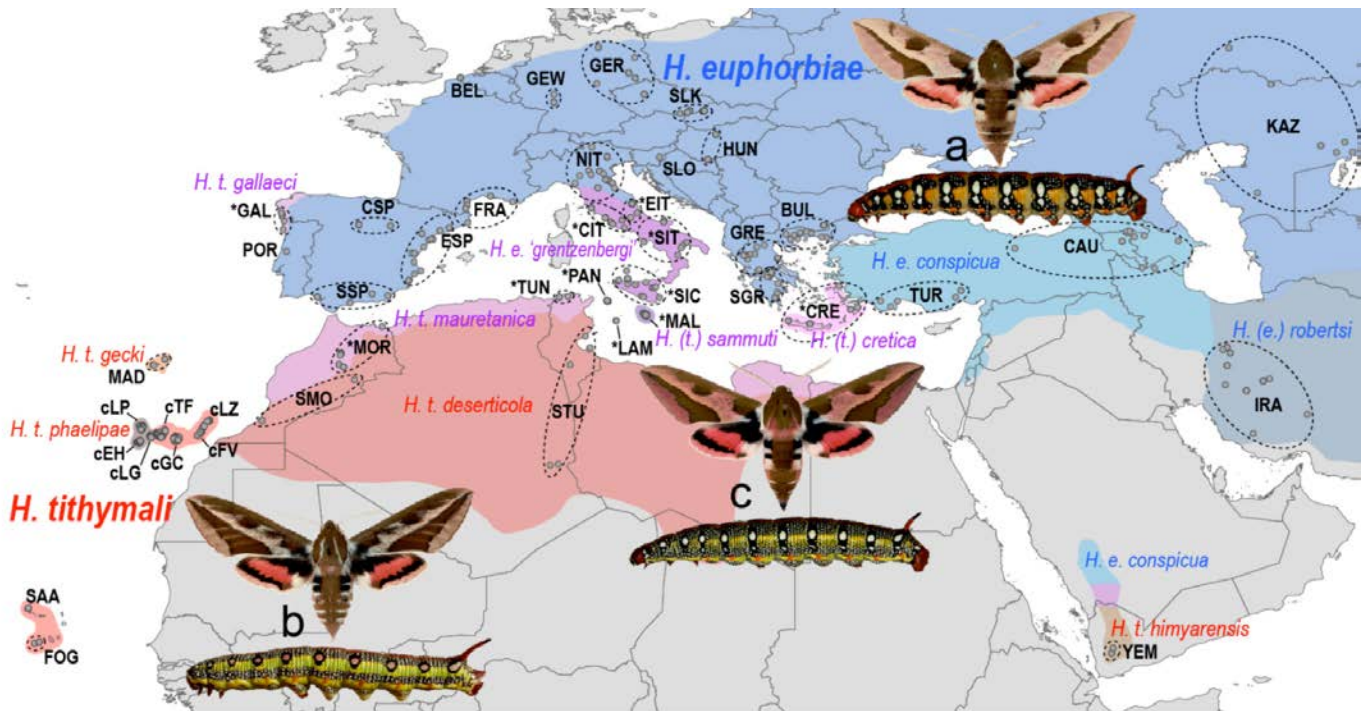 BEL
GEW
GER
H. euphorbiae
SLK
HUN
KAZ
a
NIT
SLO
H. t. gallaeci
*GAL
CSP
FRA
*EIT
BUL
POR
ESP
*CIT
*SIT
GRE
CAU
H. e. 'grentzenbergi'
H. e. conspicua
SSP
*TUN
*PAN
*SIC
SGR
*CRE
TUR
*MAL
H. t. mauretanica
*LAM
H. (t.) sammuti
H. (t.) cretica
H. (e.) robertsi
*MOR
H. t. gecki
MAD
SMO
H. t. deserticola
STU
IRA
cLP
cTF
cLZ
H. t. phaelipae
cEH
cLG
cGC
cFV
c
H. tithymali
H. e. conspicua
SAA
b
H. t. himyarensis
FOG
YEM